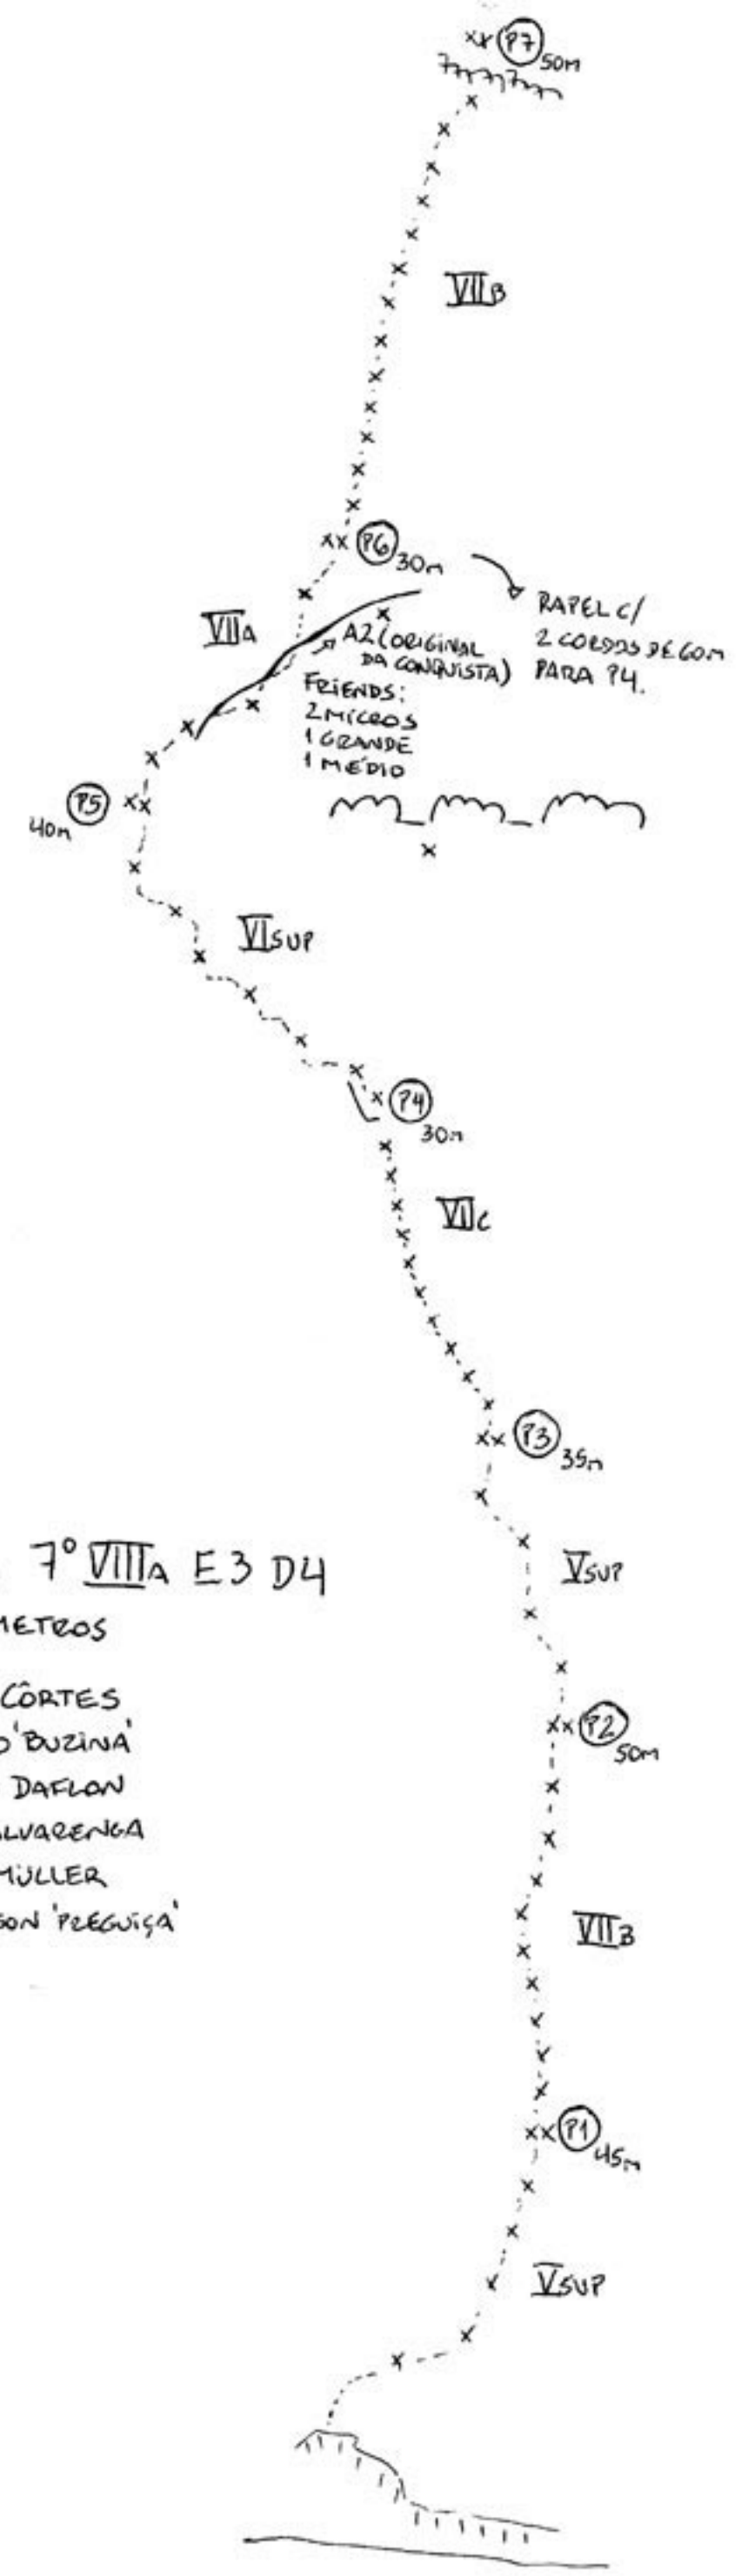 P7 50M
VIIB
P6 30M
RAPEL C/
2 CORDAS DE 60M
PARA P4.
VIIA
A2 (ORIGINAL
DA CONQUISTA)
FRIENDS:
2 MICROS
1 GRANDE
1 MÉDIO
P5
40M
VISUP
P4
30M
VIIC
P3 35M
7° VIIIA E3 D4
METROS
VSUP
CÔRTES
'BUZINA'
P2 50M
DAFLON
ALVARENGA
MÜLLER
SON 'PREGUIÇA'
VIIB
P1 45M
VSUP